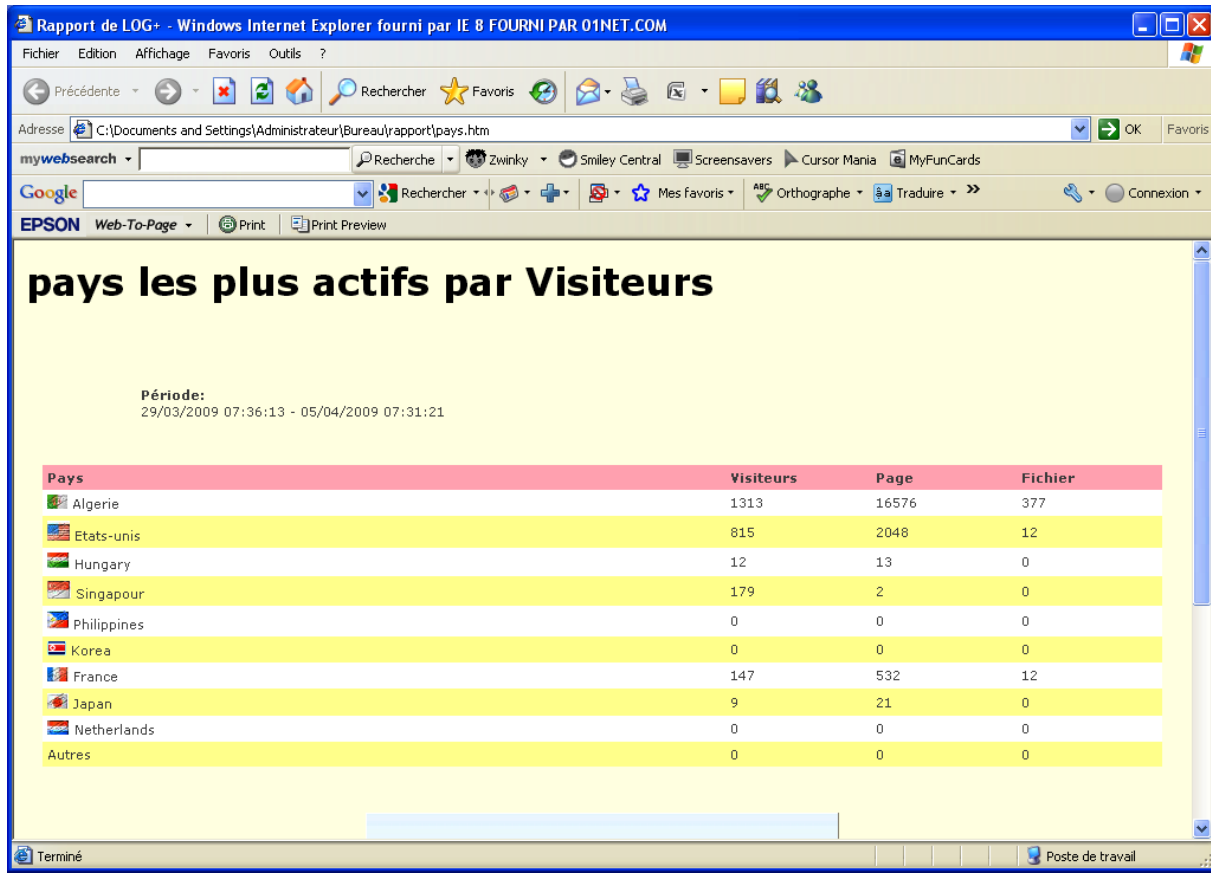 Rapport de LOG+ - Windows Internet Explorer fourni par IE 8 FOURNI PAR 01NET.COM
Fichier Edition Affichage Favoris Outils ?
Précédente Rechercher Favoris
Adresse C:\Documents and Settings\Administrateur\Bureau\rapport\pays.htm OK Favoris
mywebsearch Recherche Zwinky Smiley Central Screensavers Cursor Mania MyFunCards
Google Rechercher Mes favoris ABC Orthographe Traduire Connexion
EPSON Web-To-Page Print Print Preview
pays les plus actifs par Visiteurs
Période:
29/03/2009 07:36:13 - 05/04/2009 07:31:21
Pays Visiteurs Page Fichier
Algerie 1313 16576 377
Etats-unis 815 2048 12
Hungary 12 13 0
Singapour 179 2 0
Philippines 0 0 0
Korea 0 0 0
France 147 532 12
Japan 9 21 0
Netherlands 0 0 0
Autres 0 0 0
Terminé Poste de travail